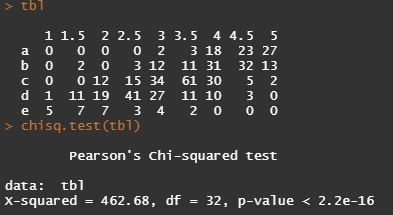 > tbl
    1 1.5  2 2.5  3 3.5  4 4.5  5
  a 0   0  0   0  2   3 18  23 27
  b 0   2  0   3 12  11 31  32 13
  c 0   0 12  15 34  61 30   5  2
  d 1  11 19  41 27  11 10   3  0
  e 5   7  7   3  4   2  0   0  0
> chisq.test(tbl)
        Pearson's Chi-squared test
data:  tbl
X-squared = 462.68, df = 32, p-value < 2.2e-16